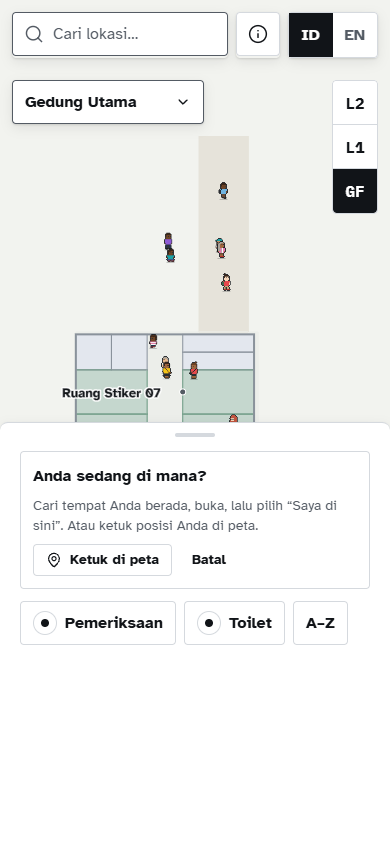 Cari lokasi...
ID
EN
Gedung Utama
L2
L1
GF
Ruang Stiker 07
Anda sedang di mana?
Cari tempat Anda berada, buka, lalu pilih “Saya di
sini”. Atau ketuk posisi Anda di peta.
Ketuk di peta
Batal
Pemeriksaan
Toilet
A–Z